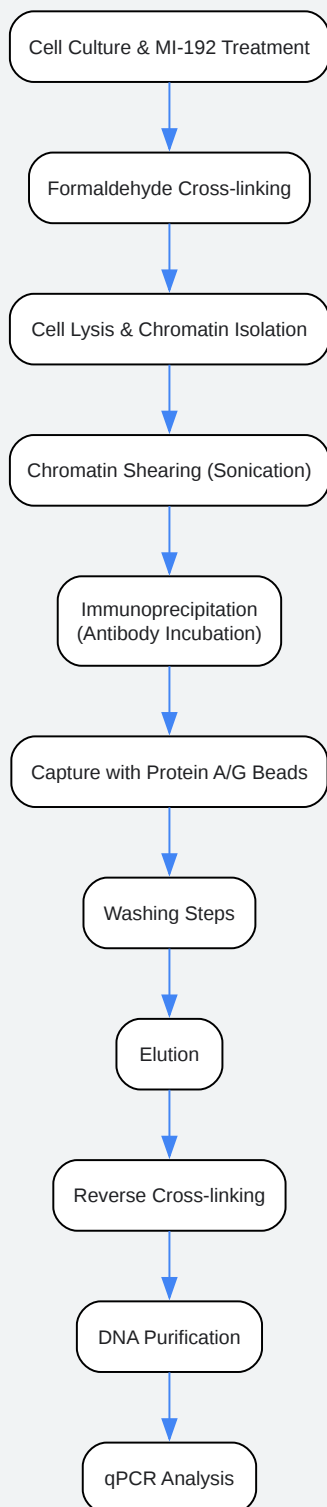 Cell Culture & MI-192 Treatment
Formaldehyde Cross-linking
Cell Lysis & Chromatin Isolation
Chromatin Shearing (Sonication)
Immunoprecipitation
(Antibody Incubation)
Capture with Protein A/G Beads
Washing Steps
Elution
Reverse Cross-linking
DNA Purification
qPCR Analysis